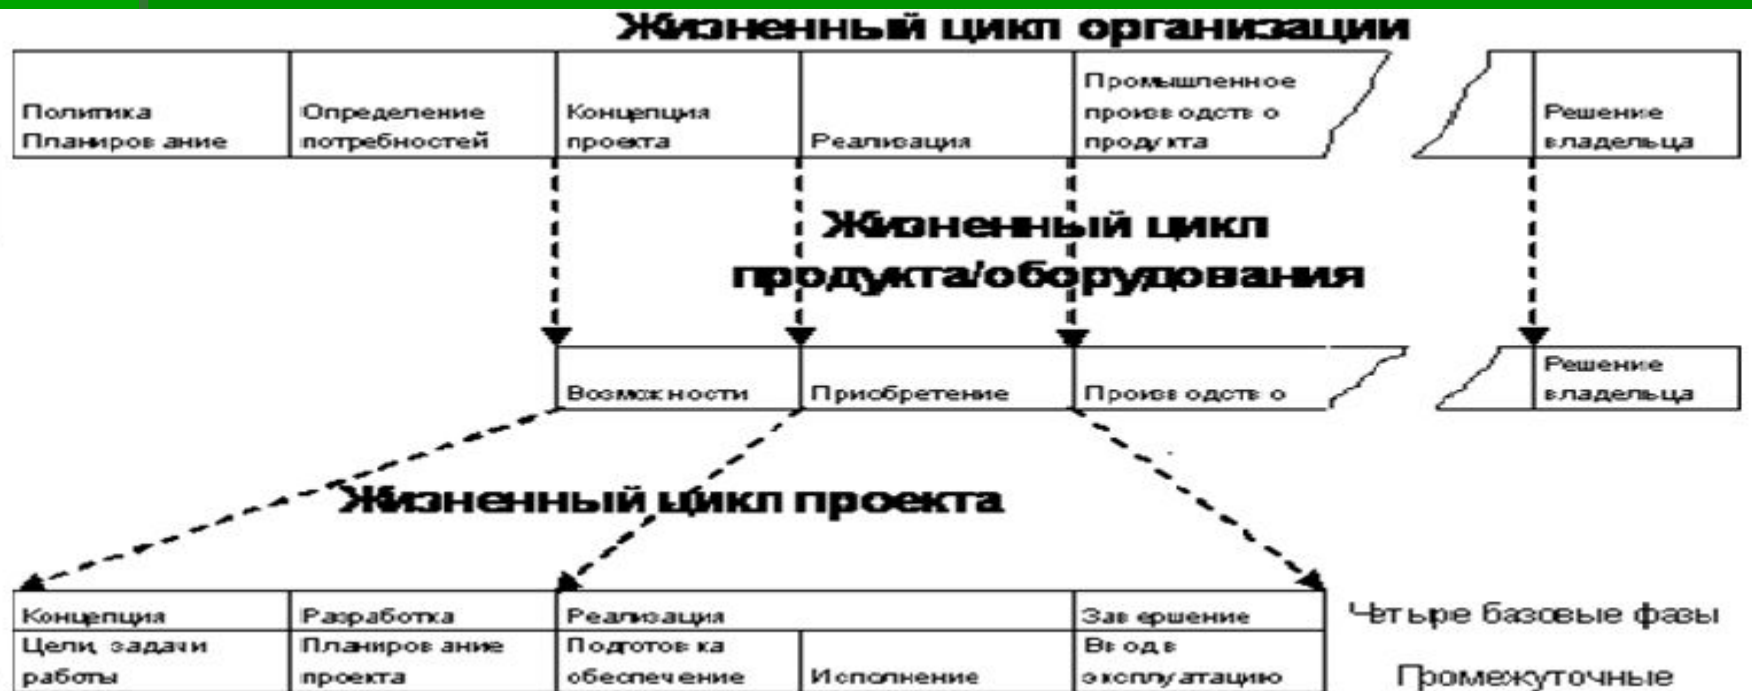 Жизненный цикл организации
Политика
Планирование
Определение
потребностей
Концепция
проекта
Реализация
Промышленное
производство
продукта
Решение
владельца
Жизненный цикл
продукта/оборудования
Возможности
Приобретение
Производство
Решение
владельца
Жизненный цикл проекта
Концепция
Разработка
Реализация
Завершение
Четыре базовые фазы
Цели, задачи
работы
Планирование
проекта
Подготовка
обеспечение
Исполнение
Ввод в
эксплуатацию
Промежуточные